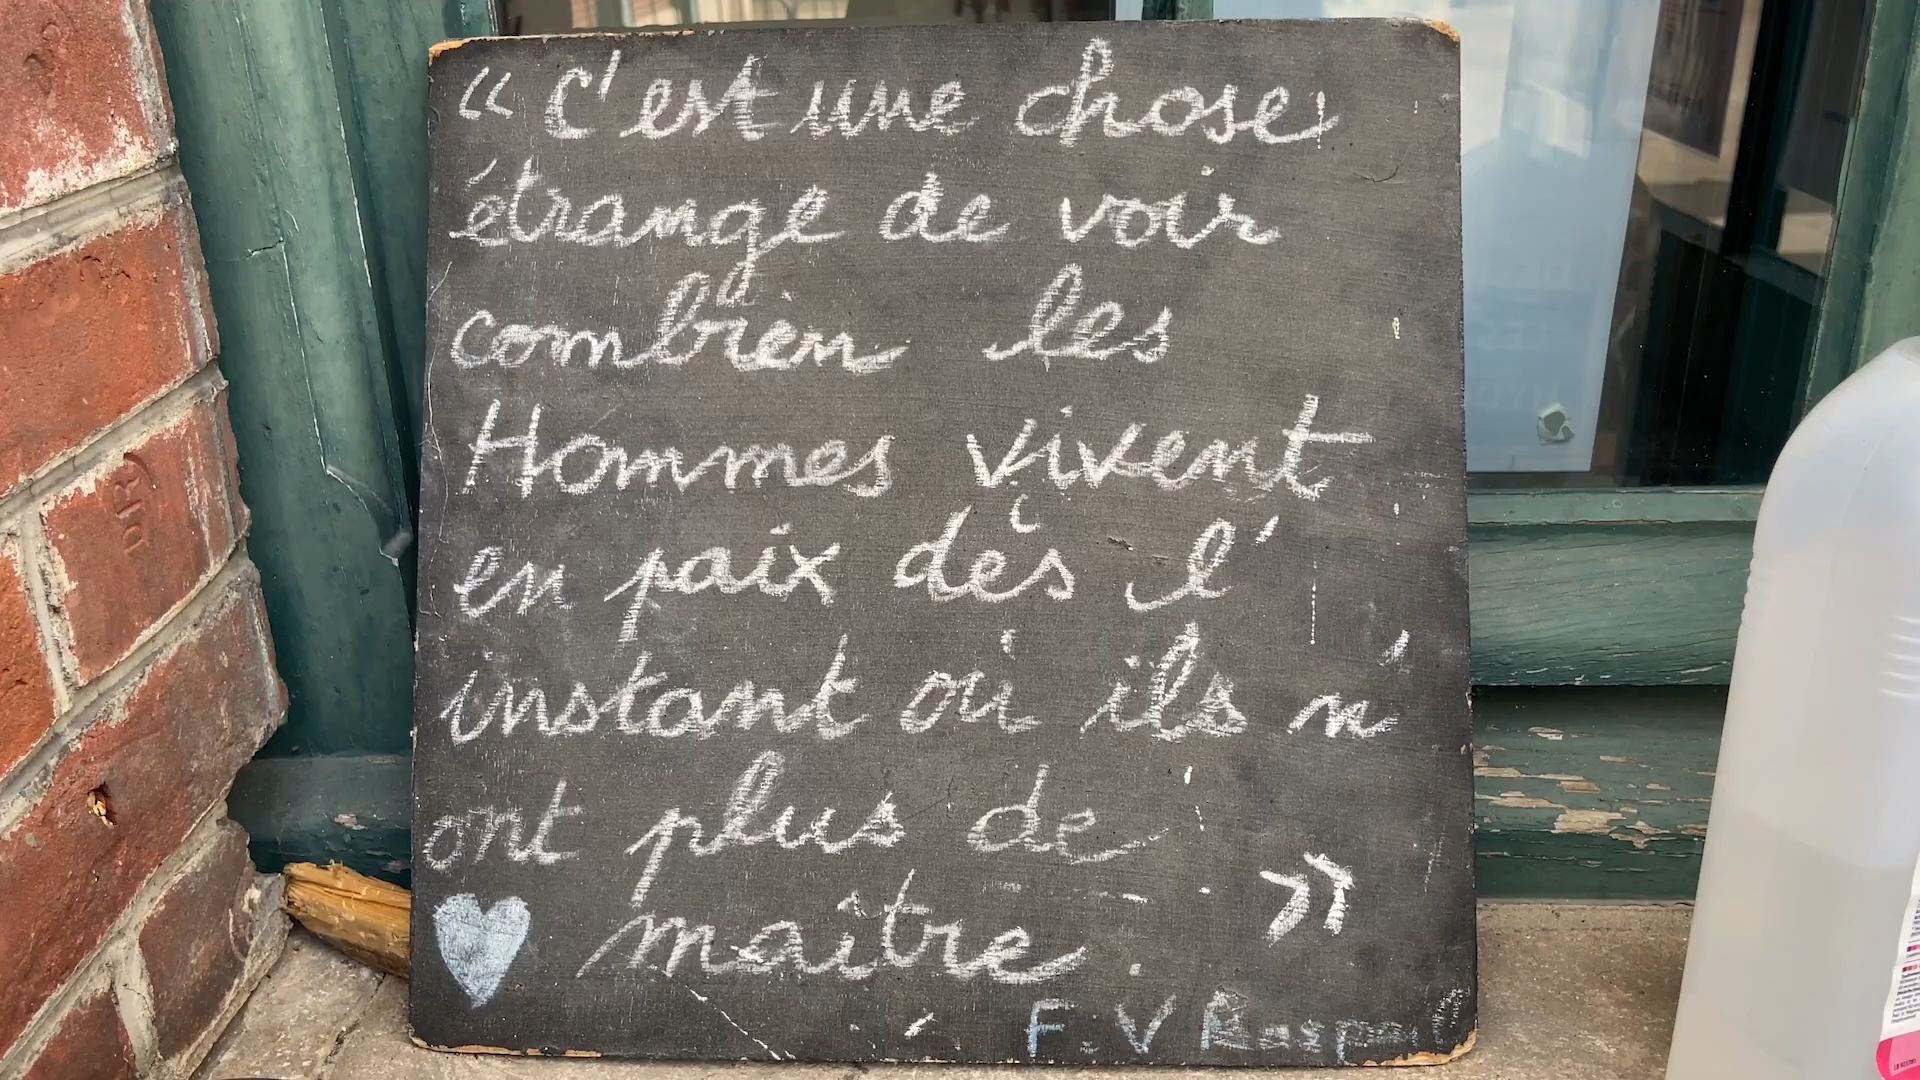 « C'est une chose
étrange de voir
combien les
Hommes vivent
en paix dès l'
instant où ils n'
ont plus de
maître. »
F. V Raspail